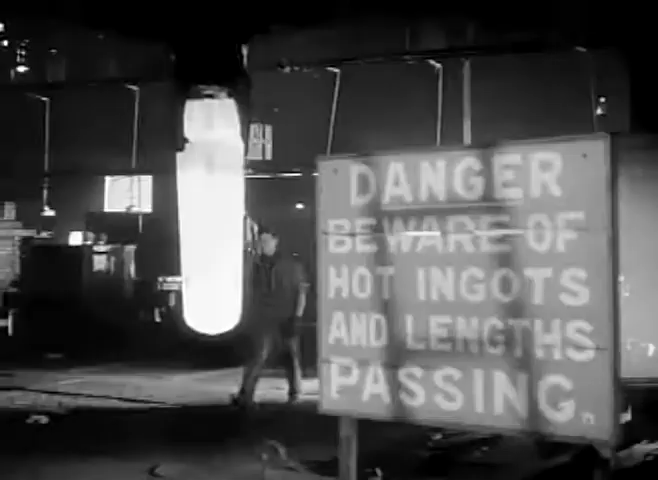 DANGER
BEWARE OF
HOT INGOTS
AND LENGTHS
PASSING.